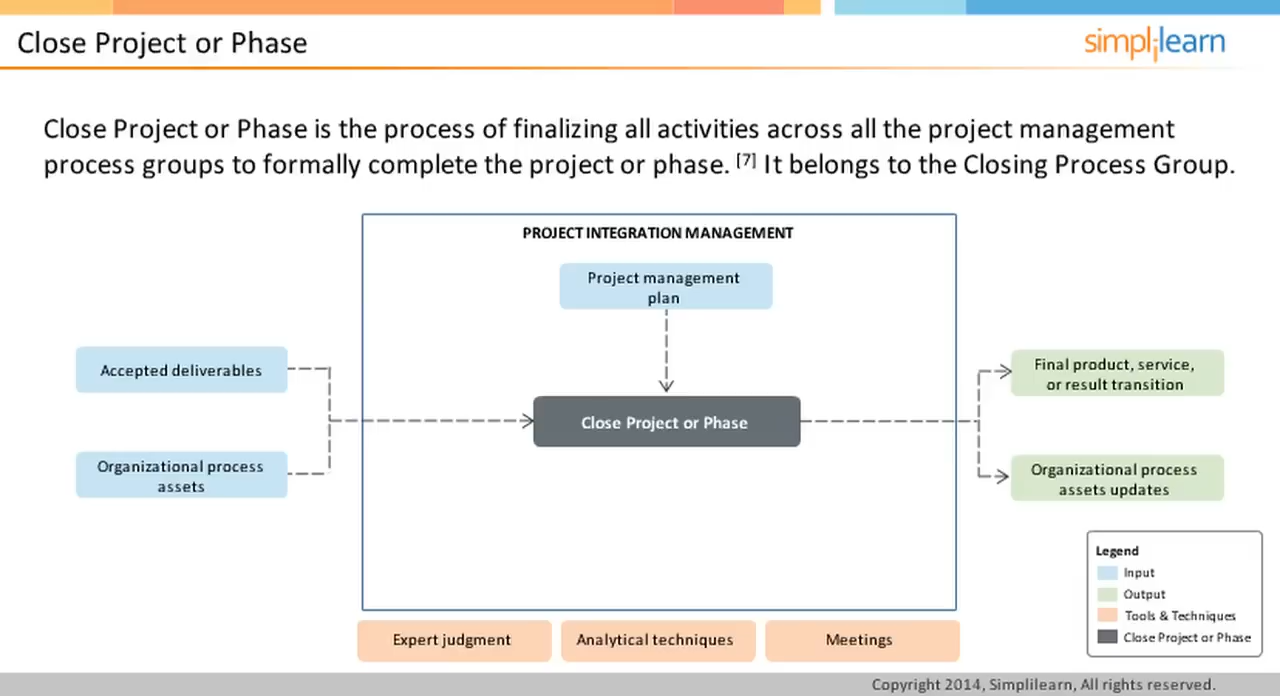 Close Project or Phase
simplilearn
Close Project or Phase is the process of finalizing all activities across all the project management
process groups to formally complete the project or phase. [7] It belongs to the Closing Process Group.
PROJECT INTEGRATION MANAGEMENT
Project management
plan
Accepted deliverables
Organizational process
assets
Close Project or Phase
Final product, service,
or result transition
Organizational process
assets updates
Legend
Input
Output
Tools & Techniques
Close Project or Phase
Expert judgment
Analytical techniques
Meetings
Copyright 2014, Simplilearn, All rights reserved.